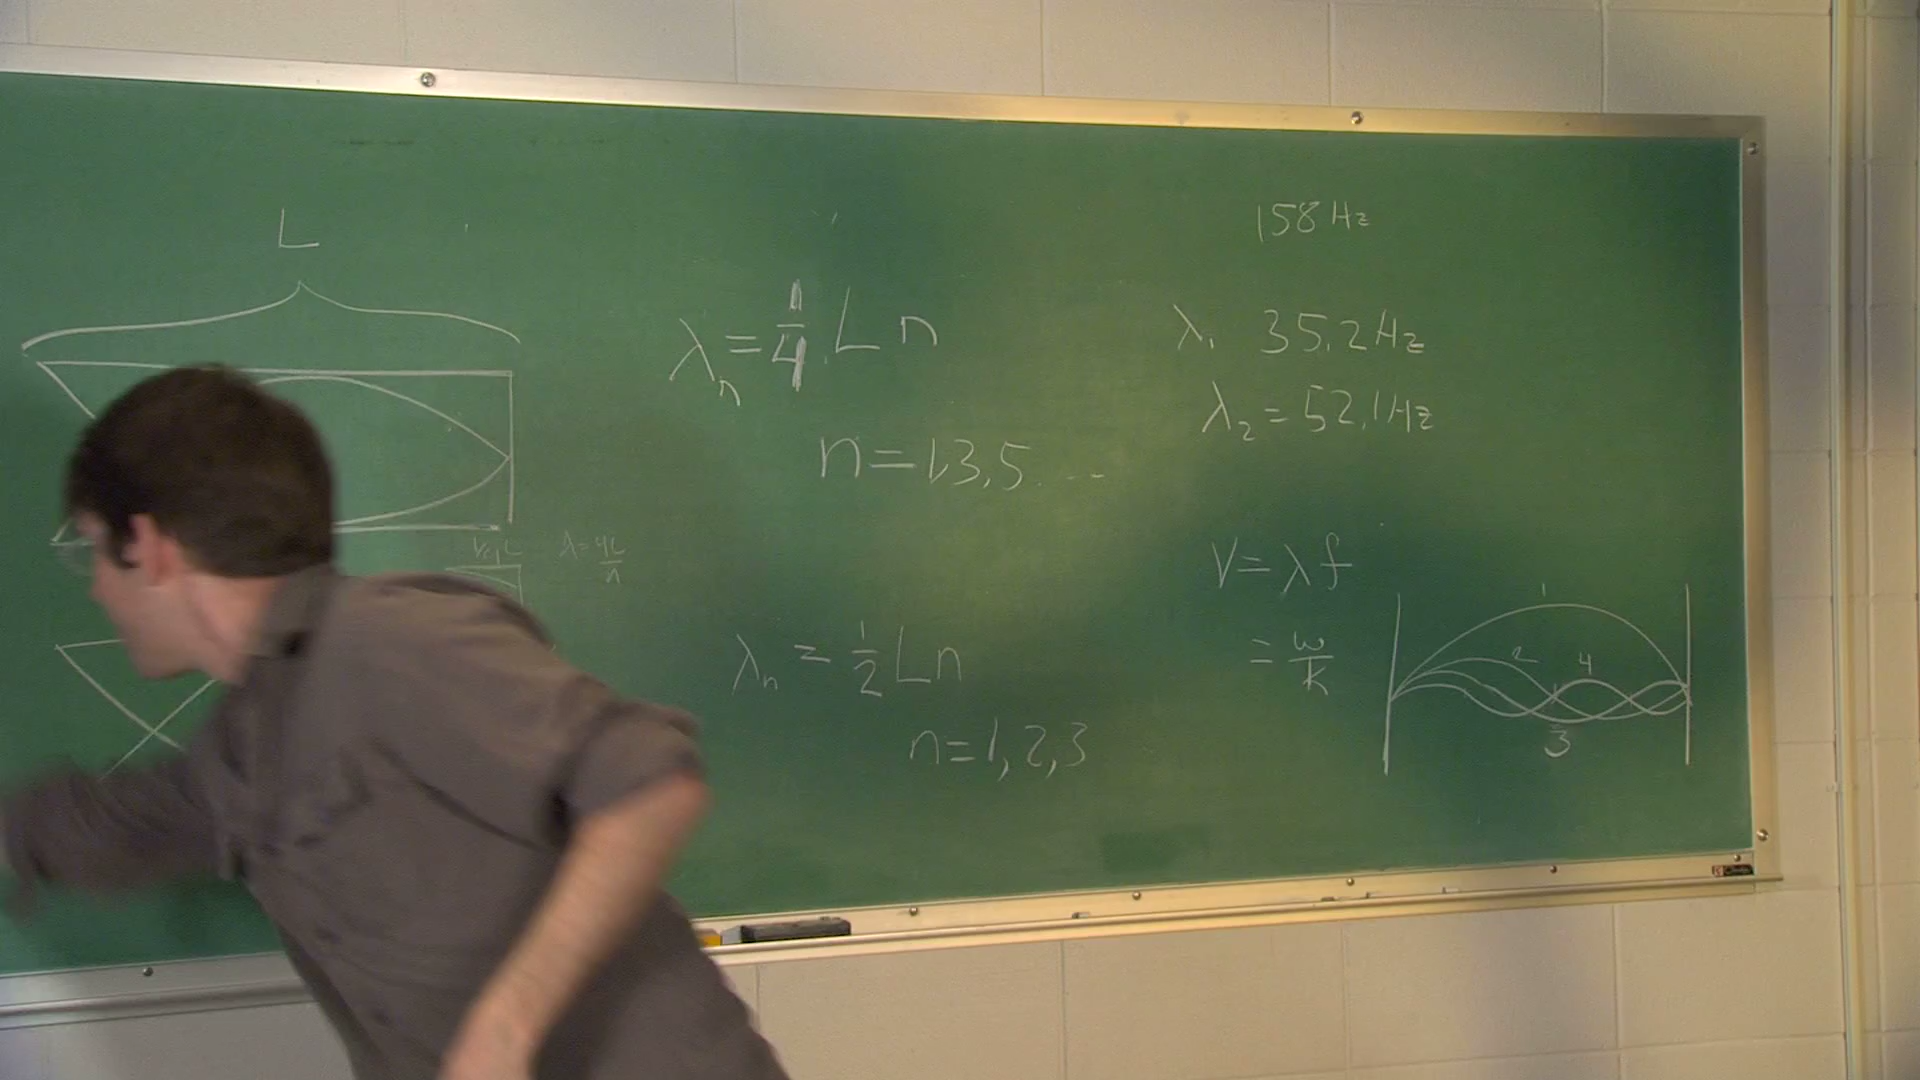 L
λn = 1/4 L n
n = 1,3,5 ...
λ = 4L/n
λn = 1/2 L n
n=1,2,3
158 Hz
λ1 35.2 Hz
λ2 = 52.1 Hz
V = λ f
= ω/k
1
2
4
3